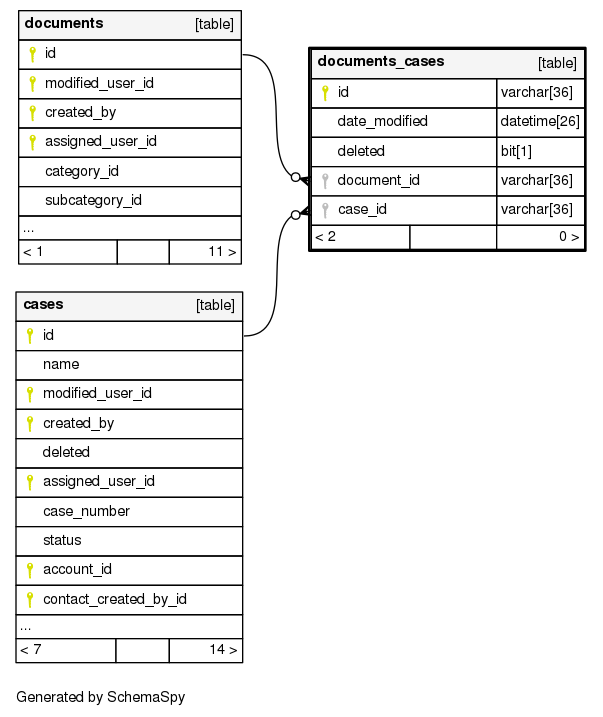 documents [table]
id
modified_user_id
created_by
assigned_user_id
category_id
subcategory_id
...
< 1 11 >
documents_cases [table]
id varchar[36]
date_modified datetime[26]
deleted bit[1]
document_id varchar[36]
case_id varchar[36]
< 2 0 >
cases [table]
id
name
modified_user_id
created_by
deleted
assigned_user_id
case_number
status
account_id
contact_created_by_id
...
< 7 14 >
Generated by SchemaSpy